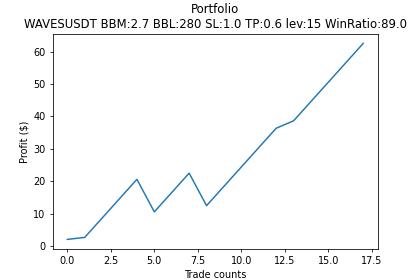 Portfolio
WAVESUSDT BBM:2.7 BBL:280 SL:1.0 TP:0.6 lev:15 WinRatio:89.0
60
50
40
30
20
10
0
Profit ($)
0.0 2.5 5.0 7.5 10.0 12.5 15.0 17.5
Trade counts